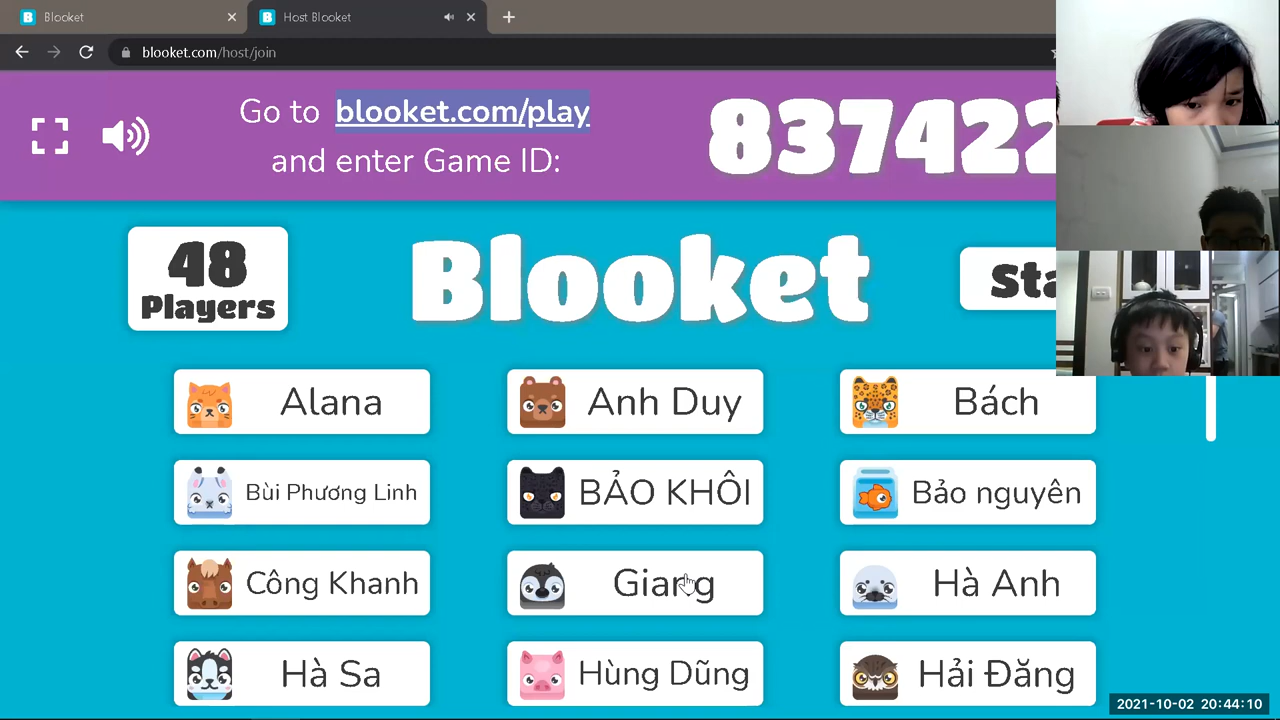 Blooket
Host Blooket
blooket.com/host/join
Go to blooket.com/play
and enter Game ID:
837422
48
Players
Blooket
Sta
Alana
Anh Duy
Bách
Bùi Phương Linh
BẢO KHÔI
Bảo nguyên
Công Khanh
Giang
Hà Anh
Hà Sa
Hùng Dũng
Hải Đăng
2021-10-02 20:44:10